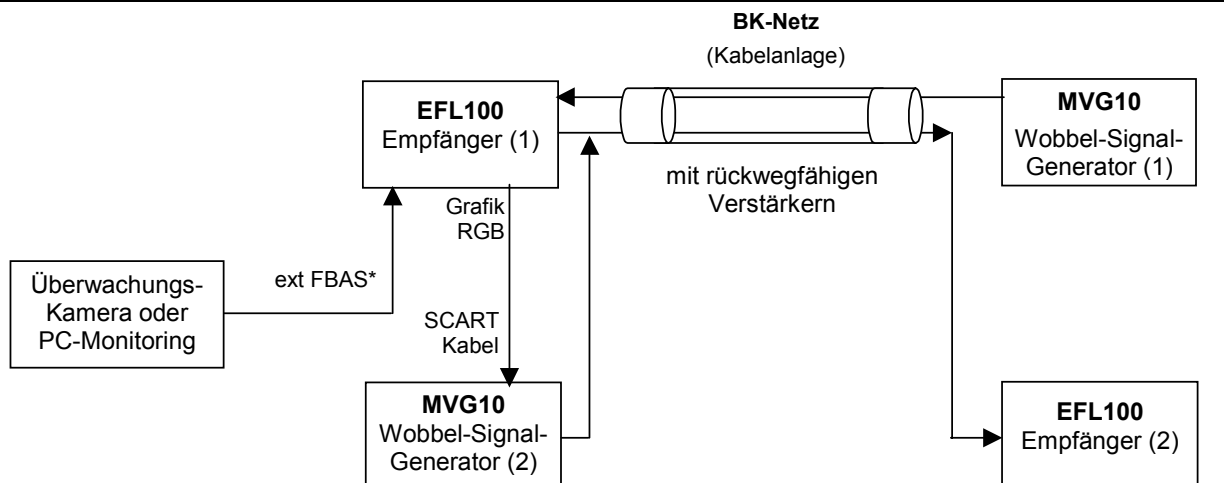 BK-Netz
(Kabelanlage)
EFL100
Empfänger (1)
MVG10
Wobbel-Signal-
Generator (1)
mit rückwegfähigen
Verstärkern
Grafik
RGB
Überwachungs-
Kamera oder
PC-Monitoring
ext FBAS*
SCART
Kabel
MVG10
Wobbel-Signal-
Generator (2)
EFL100
Empfänger (2)